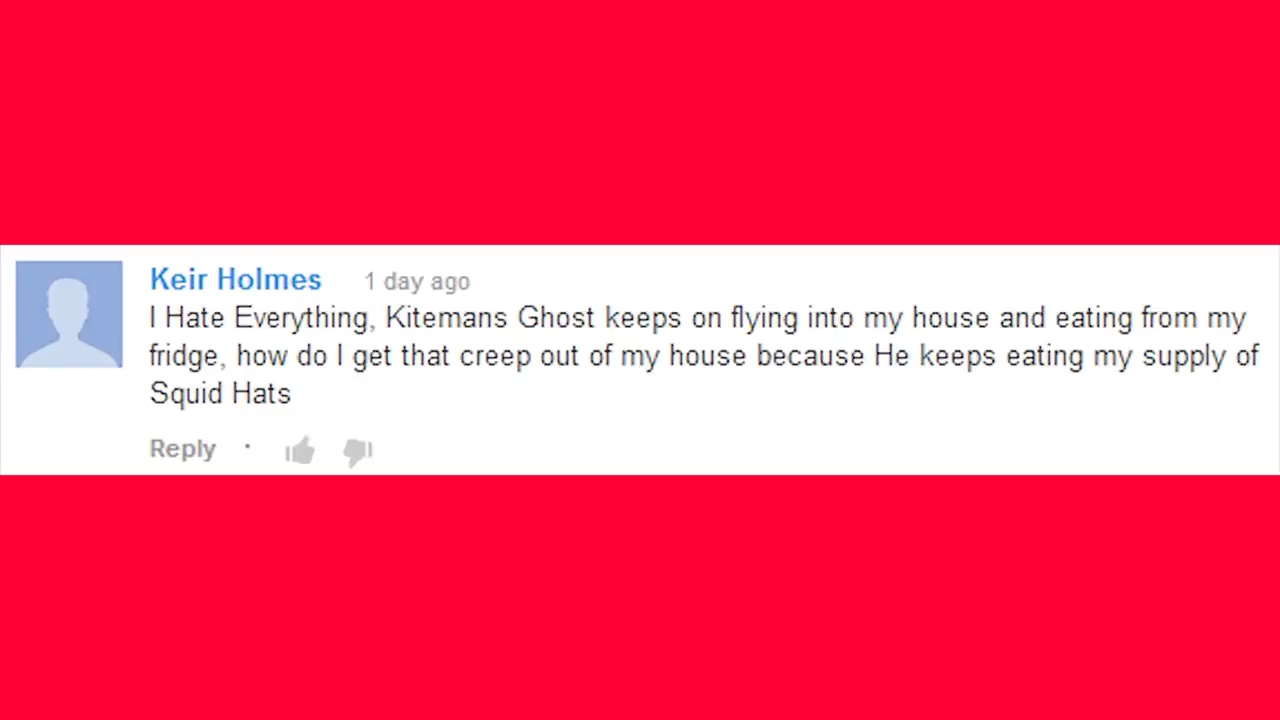 Keir Holmes 1 day ago
I Hate Everything, Kitemans Ghost keeps on flying into my house and eating from my
fridge, how do I get that creep out of my house because He keeps eating my supply of
Squid Hats
Reply ·